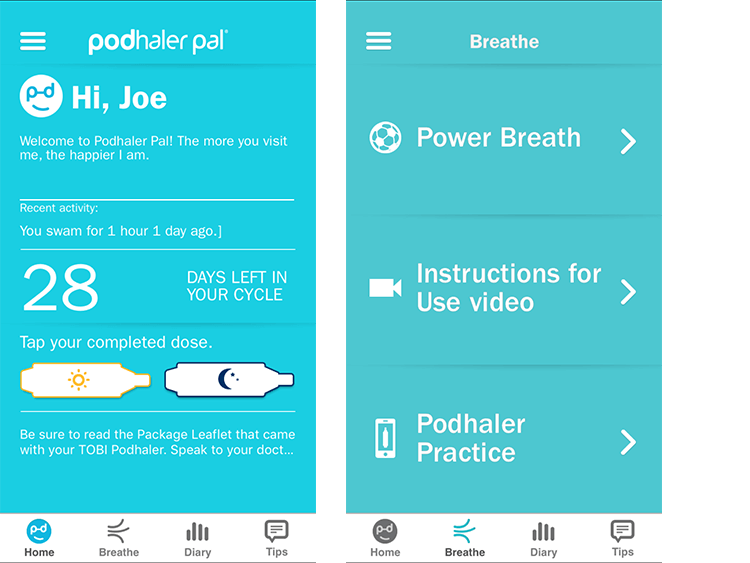 podhaler pal®
p-d
Hi, Joe
Welcome to Podhaler Pal! The more you visit
me, the happier I am.
Recent activity:
You swam for 1 hour 1 day ago.]
28
DAYS LEFT IN
YOUR CYCLE
Tap your completed dose.
Be sure to read the Package Leaflet that came
with your TOBI Podhaler. Speak to your doct...
p-d
Home
Breathe
Diary
Tips
Breathe
Power Breath
Instructions for
Use video
Podhaler
Practice
p-d
Home
Breathe
Diary
Tips